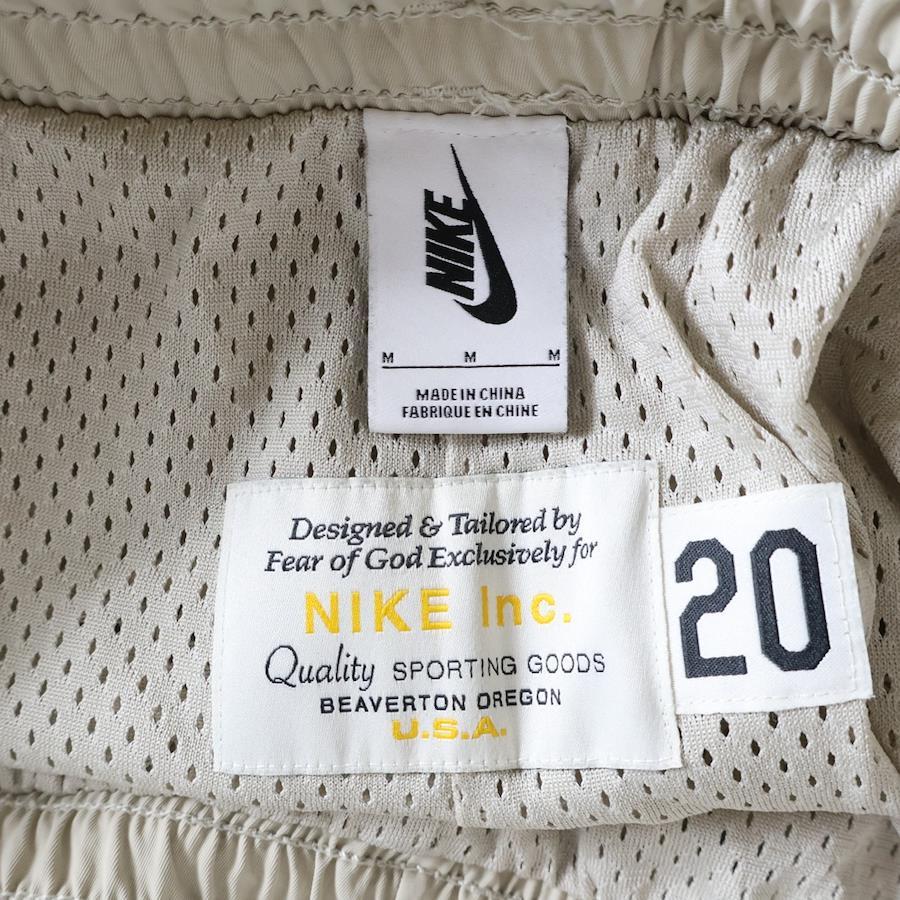 NIKE
M M M
MADE IN CHINA
FABRIQUE EN CHINE
Designed & Tailored by
Fear of God Exclusively for
NIKE Inc.
Quality SPORTING GOODS
BEAVERTON OREGON
U.S.A.
20